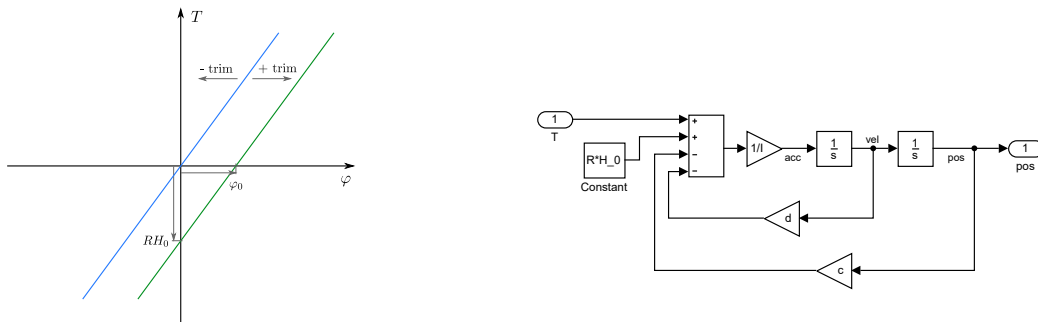 T
- trim + trim
φ
φ₀
RH₀
1
T
R*H_0
Constant
+
+
−
−
1/I
acc
1
s
vel
1
s
pos
1
pos
d
c